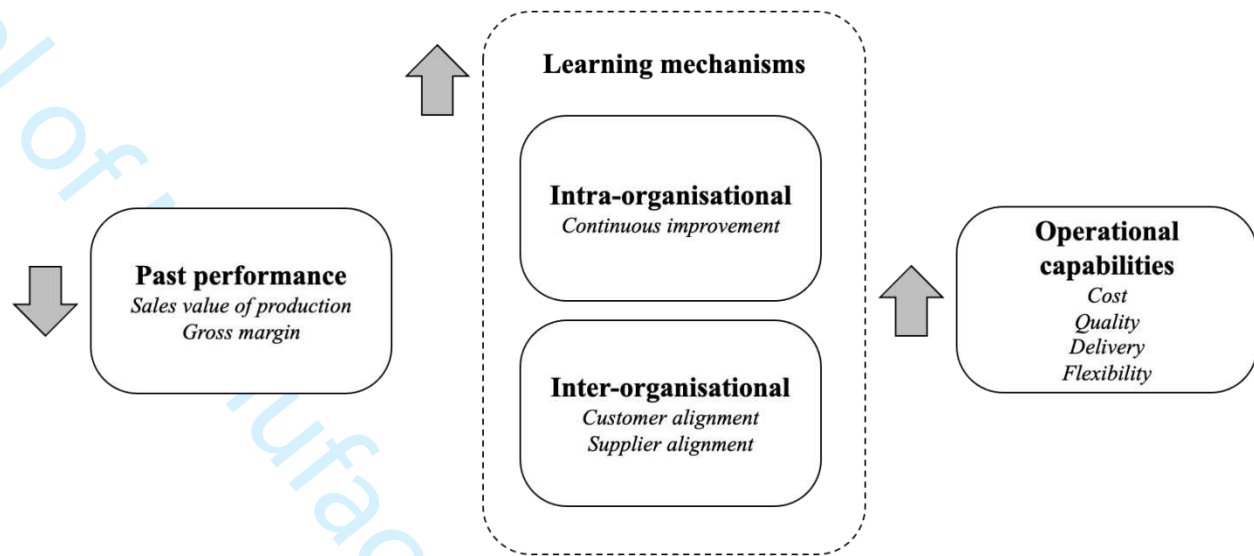 Learning mechanisms
Intra-organisational
Continuous improvement
Past performance
Sales value of production
Gross margin
Operational
capabilities
Cost
Quality
Delivery
Flexibility
Inter-organisational
Customer alignment
Supplier alignment
of